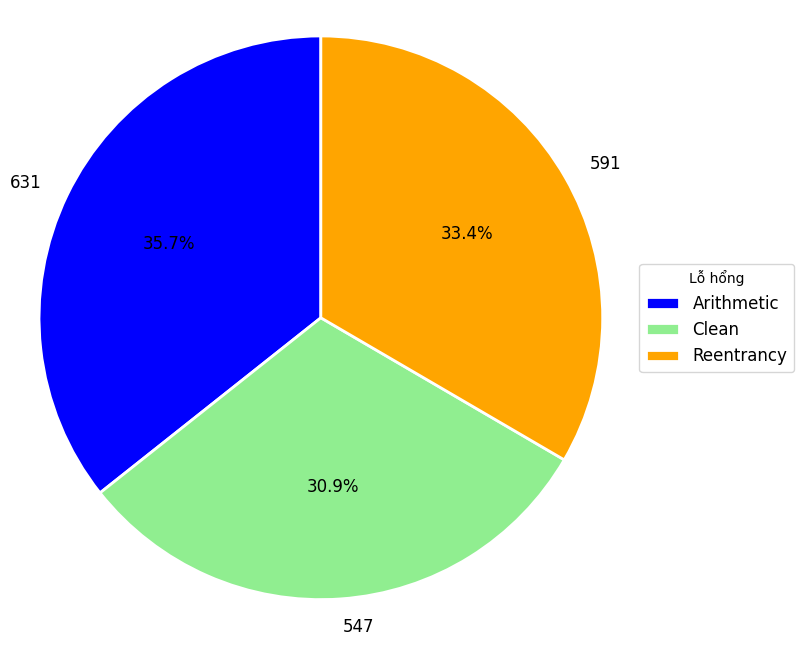 591
631
33.4%
35.7%
Lỗ hổng
Arithmetic
Clean
Reentrancy
30.9%
547